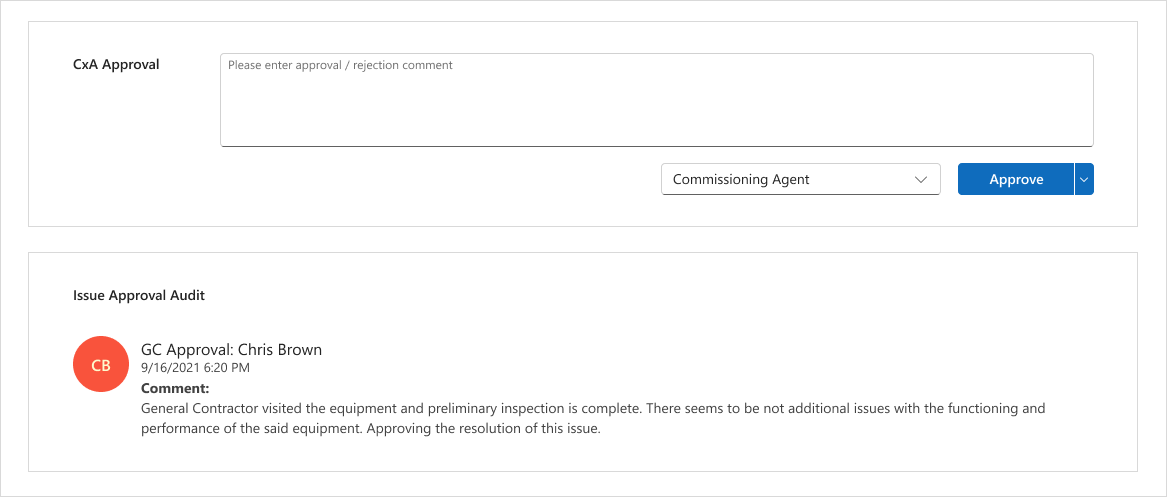 CxA Approval
Please enter approval / rejection comment
Commissioning Agent
Approve
Issue Approval Audit
CB
GC Approval: Chris Brown
9/16/2021 6:20 PM
Comment:
General Contractor visited the equipment and preliminary inspection is complete. There seems to be not additional issues with the functioning and
performance of the said equipment. Approving the resolution of this issue.